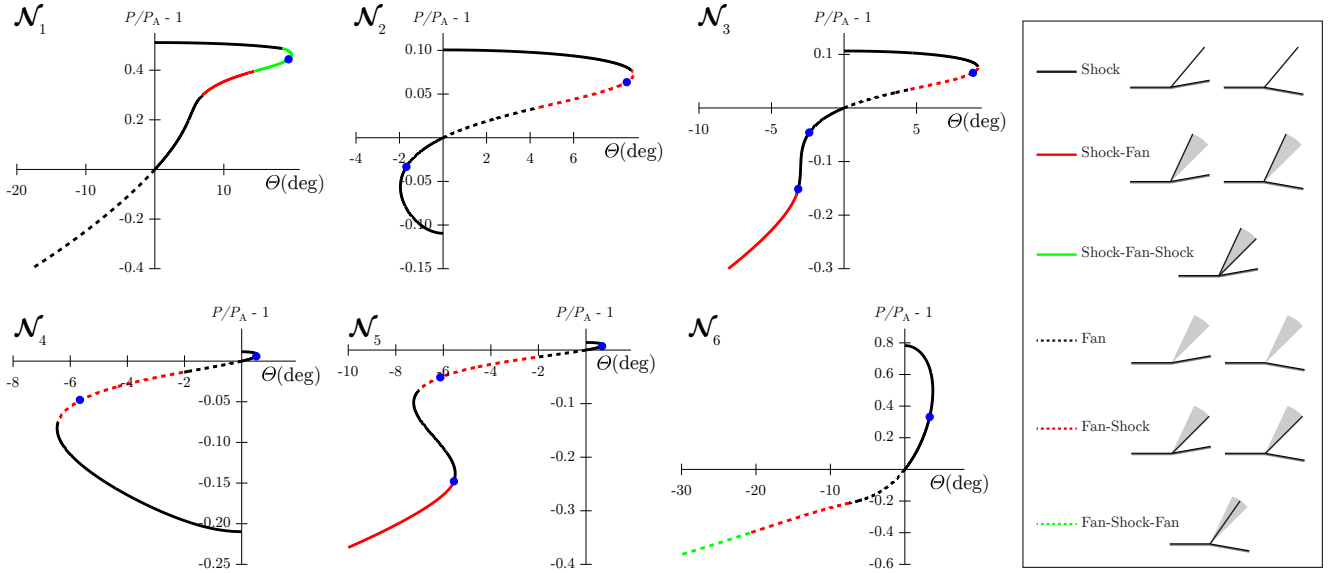 𝒩1
P/PA - 1
0.4
0.2
-20
-10
10
Θ(deg)
-0.2
-0.4
𝒩2
P/PA - 1
0.10
0.05
-4
-2
2
4
6
Θ(deg)
-0.05
-0.10
-0.15
𝒩3
P/PA - 1
0.1
-10
-5
5
Θ(deg)
-0.1
-0.2
-0.3
𝒩4
P/PA - 1
-8
-6
-4
-2
Θ(deg)
-0.05
-0.10
-0.15
-0.20
-0.25
𝒩5
P/PA - 1
-10
-8
-6
-4
-2
Θ(deg)
-0.1
-0.2
-0.3
-0.4
𝒩6
P/PA - 1
0.8
0.6
0.4
0.2
-30
-20
-10
Θ(deg)
-0.2
-0.4
-0.6
Shock
Shock-Fan
Shock-Fan-Shock
Fan
Fan-Shock
Fan-Shock-Fan